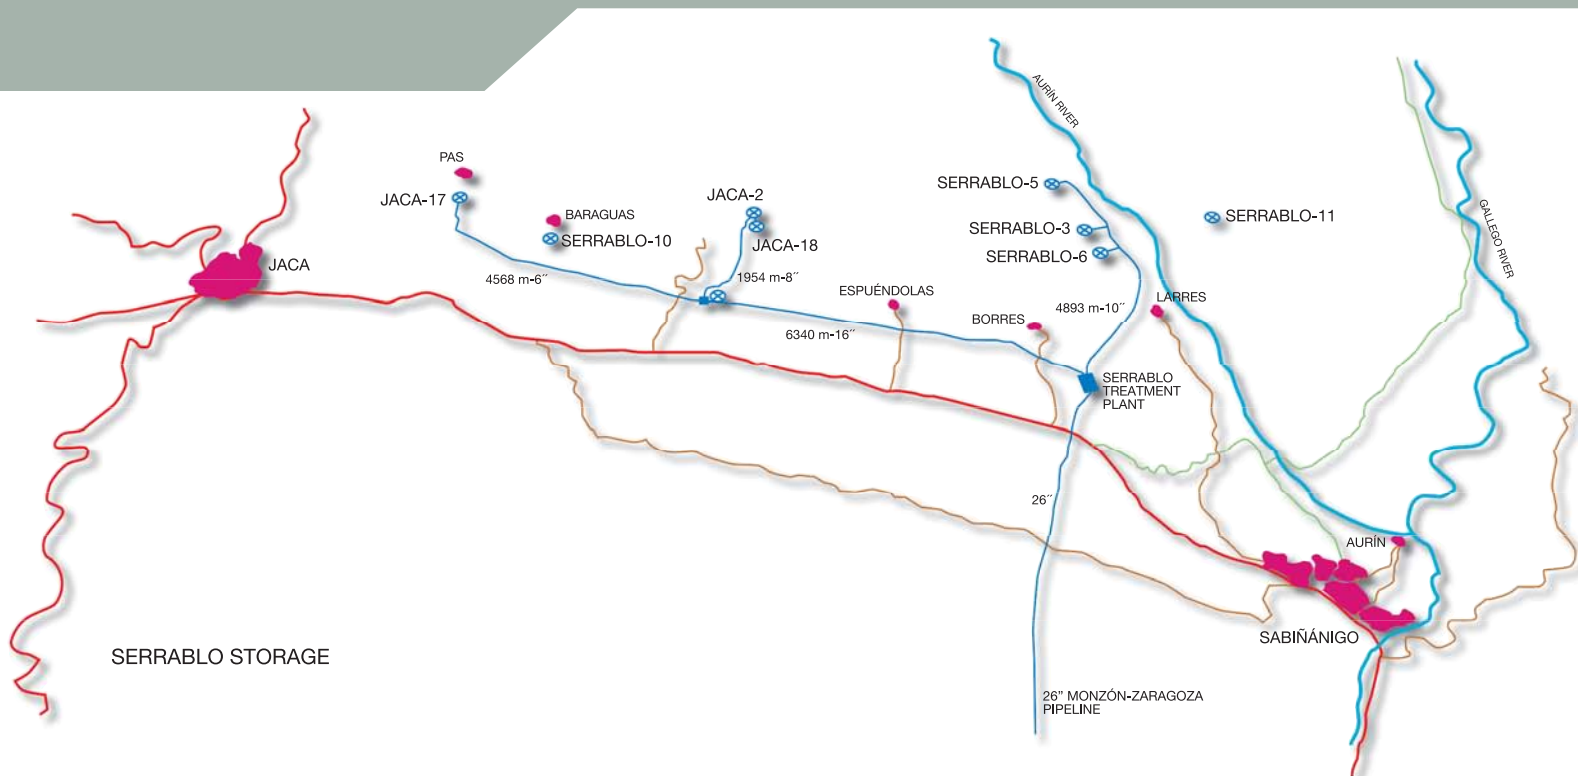 AURÍN RIVER
PAS
JACA-17
BARAGUAS
SERRABLO-10
JACA-2
JACA-18
SERRABLO-5
SERRABLO-3
SERRABLO-6
SERRABLO-11
GALLEGO RIVER
JACA
4568 m-6˝
1954 m-8˝
ESPUÉNDOLAS
6340 m-16˝
BORRES
4893 m-10˝
LARRES
SERRABLO
TREATMENT
PLANT
26˝
AURÍN
SABIÑÁNIGO
SERRABLO STORAGE
26” MONZÓN-ZARAGOZA
PIPELINE